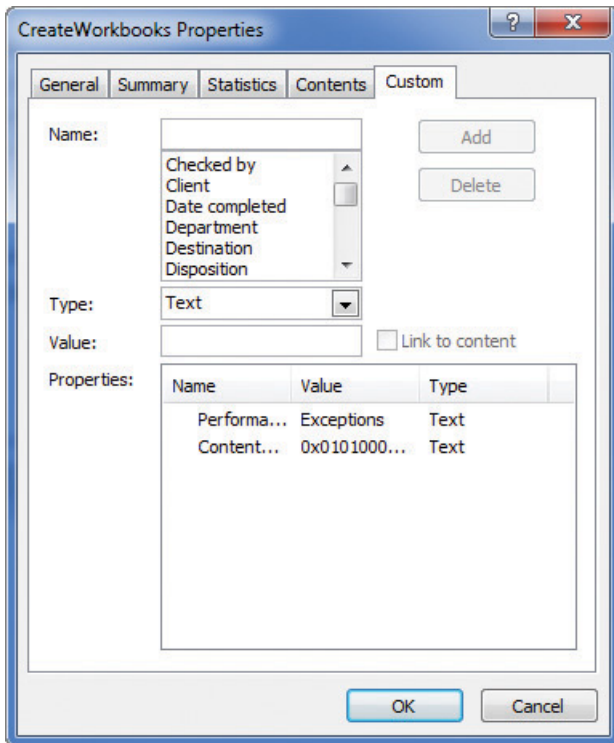 CreateWorkbooks Properties
?
X
General Summary Statistics Contents Custom
Name:
Add
Checked by
Client
Delete
Date completed
Department
Destination
Disposition
Type: Text
Value: Link to content
Properties: Name Value Type
Performa... Exceptions Text
Content... 0x0101000... Text
OK Cancel